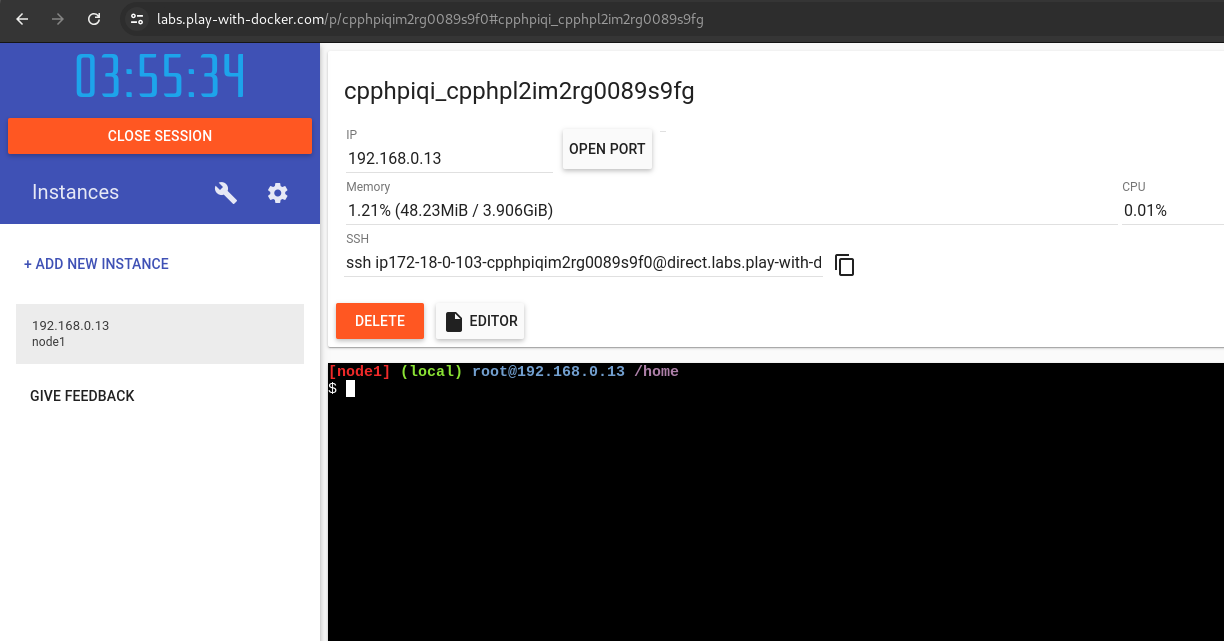 labs.play-with-docker.com/p/cpphpiqim2rg0089s9f0#cpphpiqi_cpphpl2im2rg0089s9fg
03:55:34
CLOSE SESSION
Instances
+ ADD NEW INSTANCE
192.168.0.13
node1
GIVE FEEDBACK
cpphpiqi_cpphpl2im2rg0089s9fg
IP
192.168.0.13
OPEN PORT
Memory
1.21% (48.23MiB / 3.906GiB)
CPU
0.01%
SSH
ssh ip172-18-0-103-cpphpiqim2rg0089s9f0@direct.labs.play-with-d
DELETE
EDITOR
[node1] (local) root@192.168.0.13 /home
$